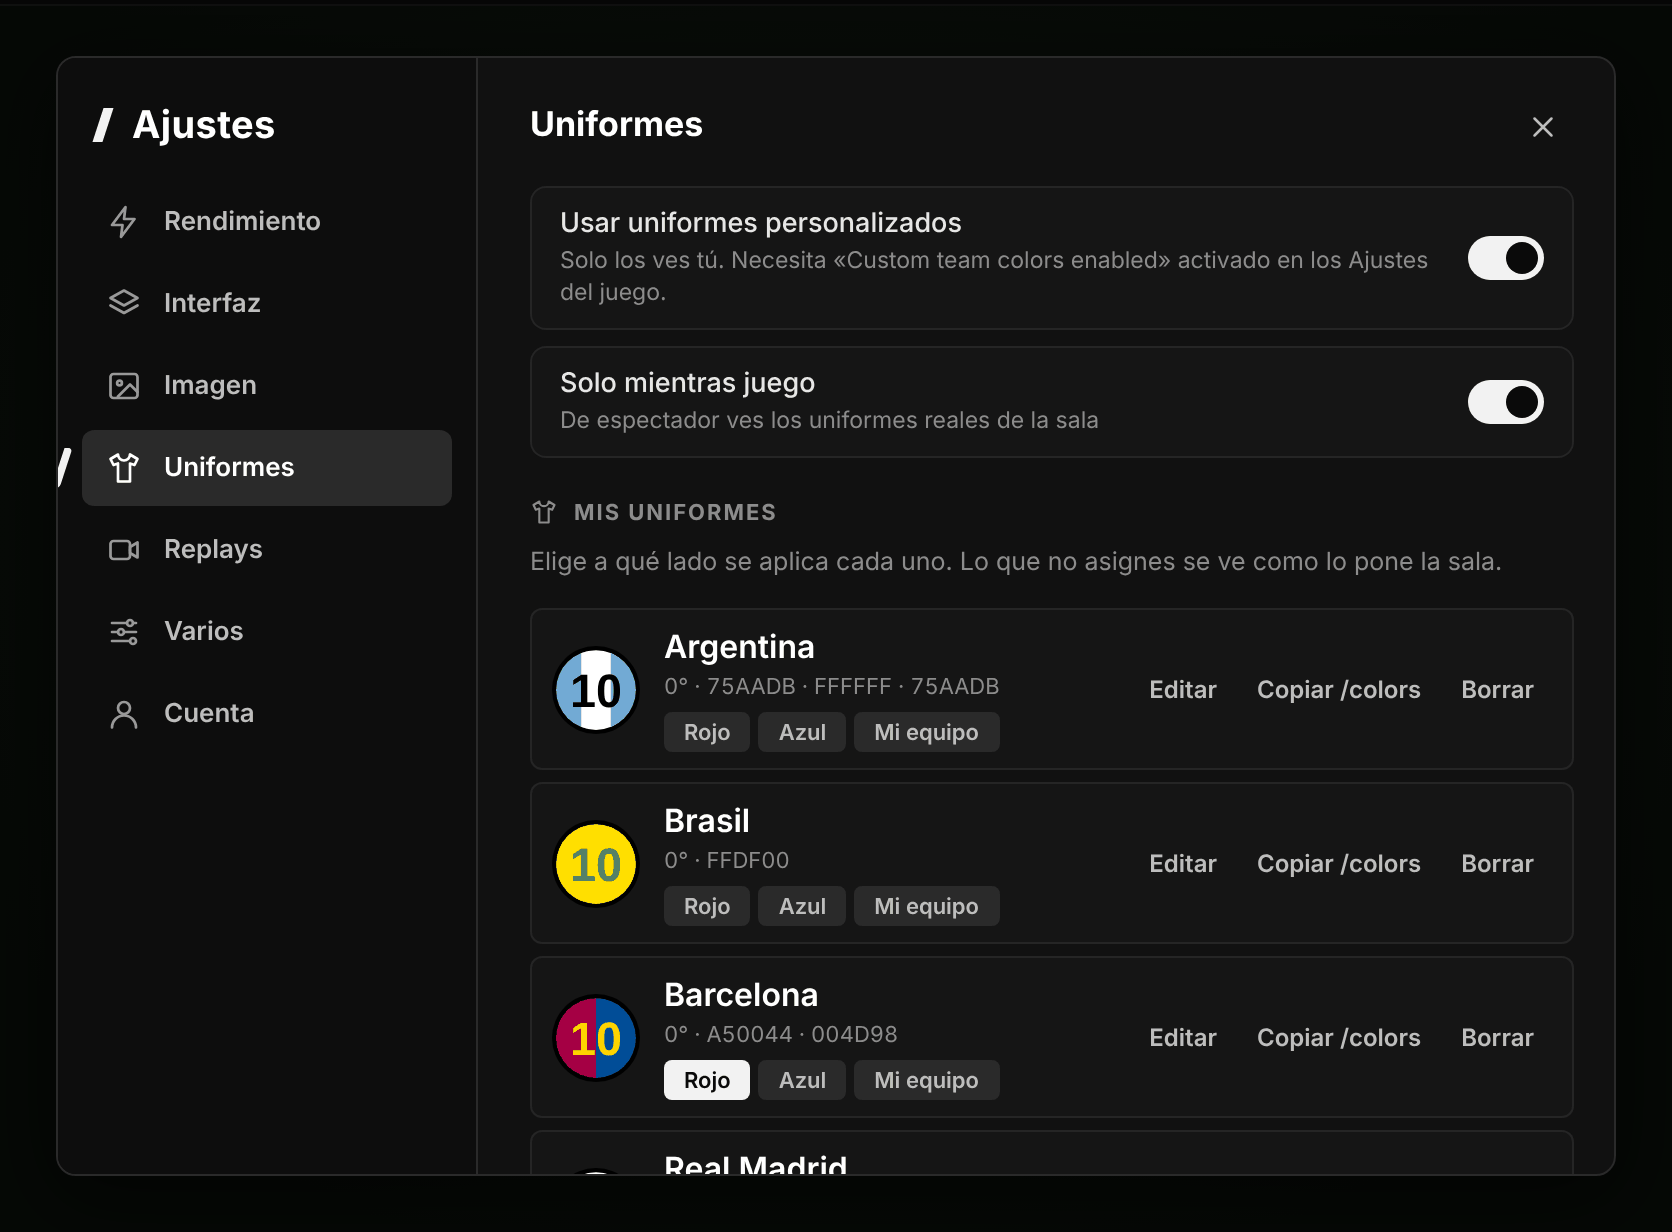 Ajustes
Rendimiento
Interfaz
Imagen
Uniformes
Replays
Varios
Cuenta
Uniformes
Usar uniformes personalizados
Solo los ves tú. Necesita «Custom team colors enabled» activado en los Ajustes
del juego.
Solo mientras juego
De espectador ves los uniformes reales de la sala
MIS UNIFORMES
Elige a qué lado se aplica cada uno. Lo que no asignes se ve como lo pone la sala.
10
Argentina
0° · 75AADB · FFFFFF · 75AADB
Rojo Azul Mi equipo
Editar Copiar /colors Borrar
10
Brasil
0° · FFDF00
Rojo Azul Mi equipo
Editar Copiar /colors Borrar
10
Barcelona
0° · A50044 · 004D98
Rojo Azul Mi equipo
Editar Copiar /colors Borrar
Real Madrid